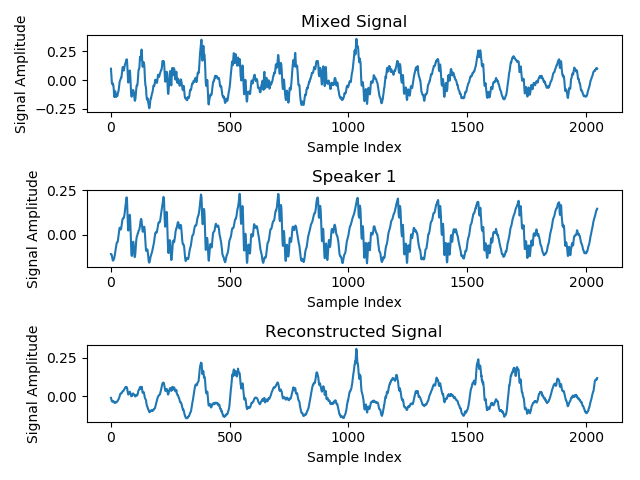 Mixed Signal
Signal Amplitude
0.25
0.00
−0.25
0 500 1000 1500 2000
Sample Index
Speaker 1
Signal Amplitude
0.25
0.00
0 500 1000 1500 2000
Sample Index
Reconstructed Signal
Signal Amplitude
0.25
0.00
0 500 1000 1500 2000
Sample Index